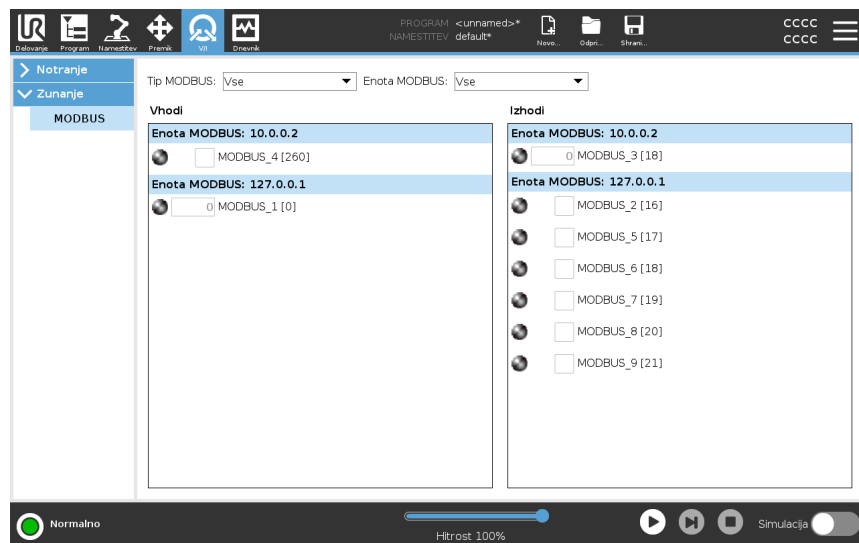 PROGRAM <unnamed>*
NAMESTITEV default*
CCCC
CCCC
Delovanje Program Namestitev Premik V/I Dnevnik Novo... Odpri... Shrani...
Notranje
Zunanje
MODBUS
Tip MODBUS: Vse Enota MODBUS: Vse
Vhodi
Enota MODBUS: 10.0.0.2
MODBUS_4 [260]
Enota MODBUS: 127.0.0.1
0 MODBUS_1 [0]
Izhodi
Enota MODBUS: 10.0.0.2
0 MODBUS_3 [18]
Enota MODBUS: 127.0.0.1
MODBUS_2 [16]
MODBUS_5 [17]
MODBUS_6 [18]
MODBUS_7 [19]
MODBUS_8 [20]
MODBUS_9 [21]
Normalno
Hitrost 100%
Simulacija